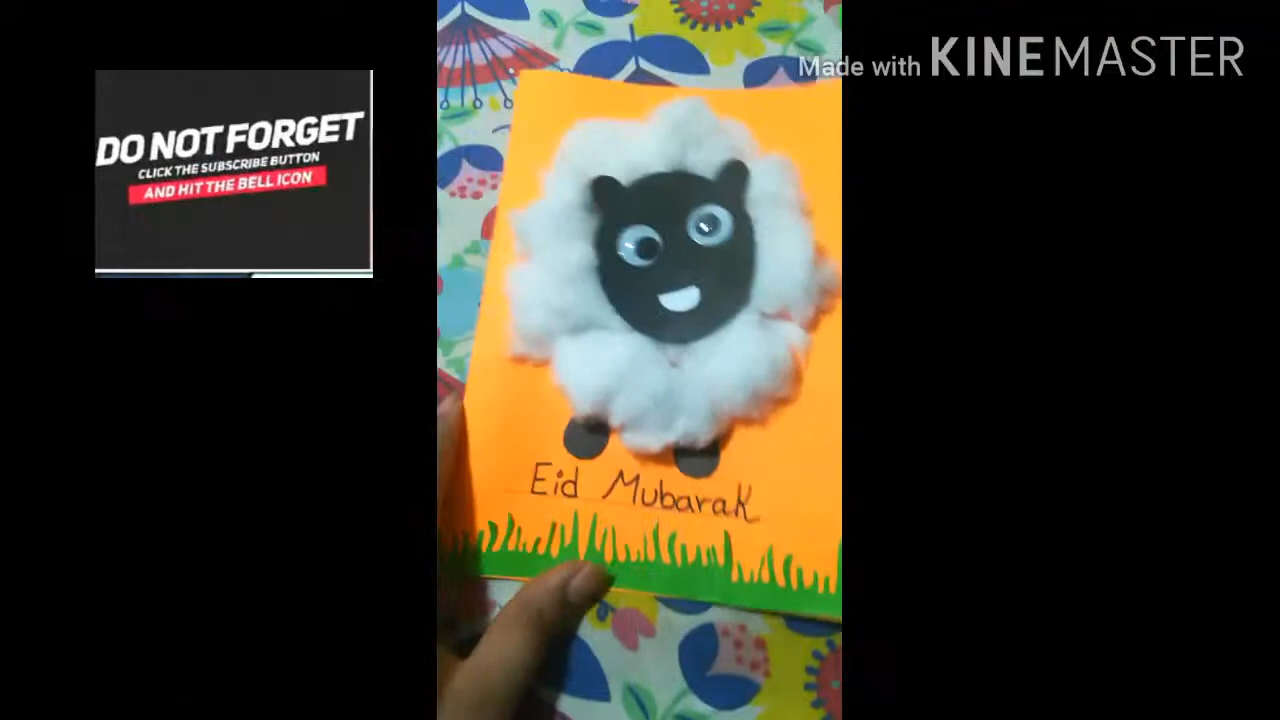 Made with KINEMASTER
DO NOT FORGET
CLICK THE SUBSCRIBE BUTTON
AND HIT THE BELL ICON
Eid Mubarak